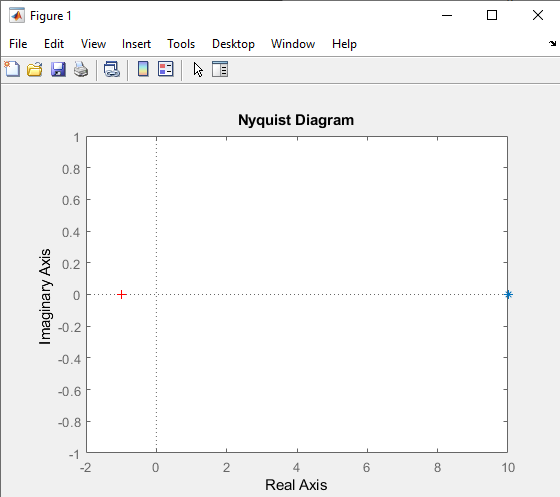 Figure 1
File Edit View Insert Tools Desktop Window Help
Nyquist Diagram
1
0.8
0.6
0.4
0.2
0
-0.2
-0.4
-0.6
-0.8
-1
Imaginary Axis
-2 0 2 4 6 8 10
Real Axis